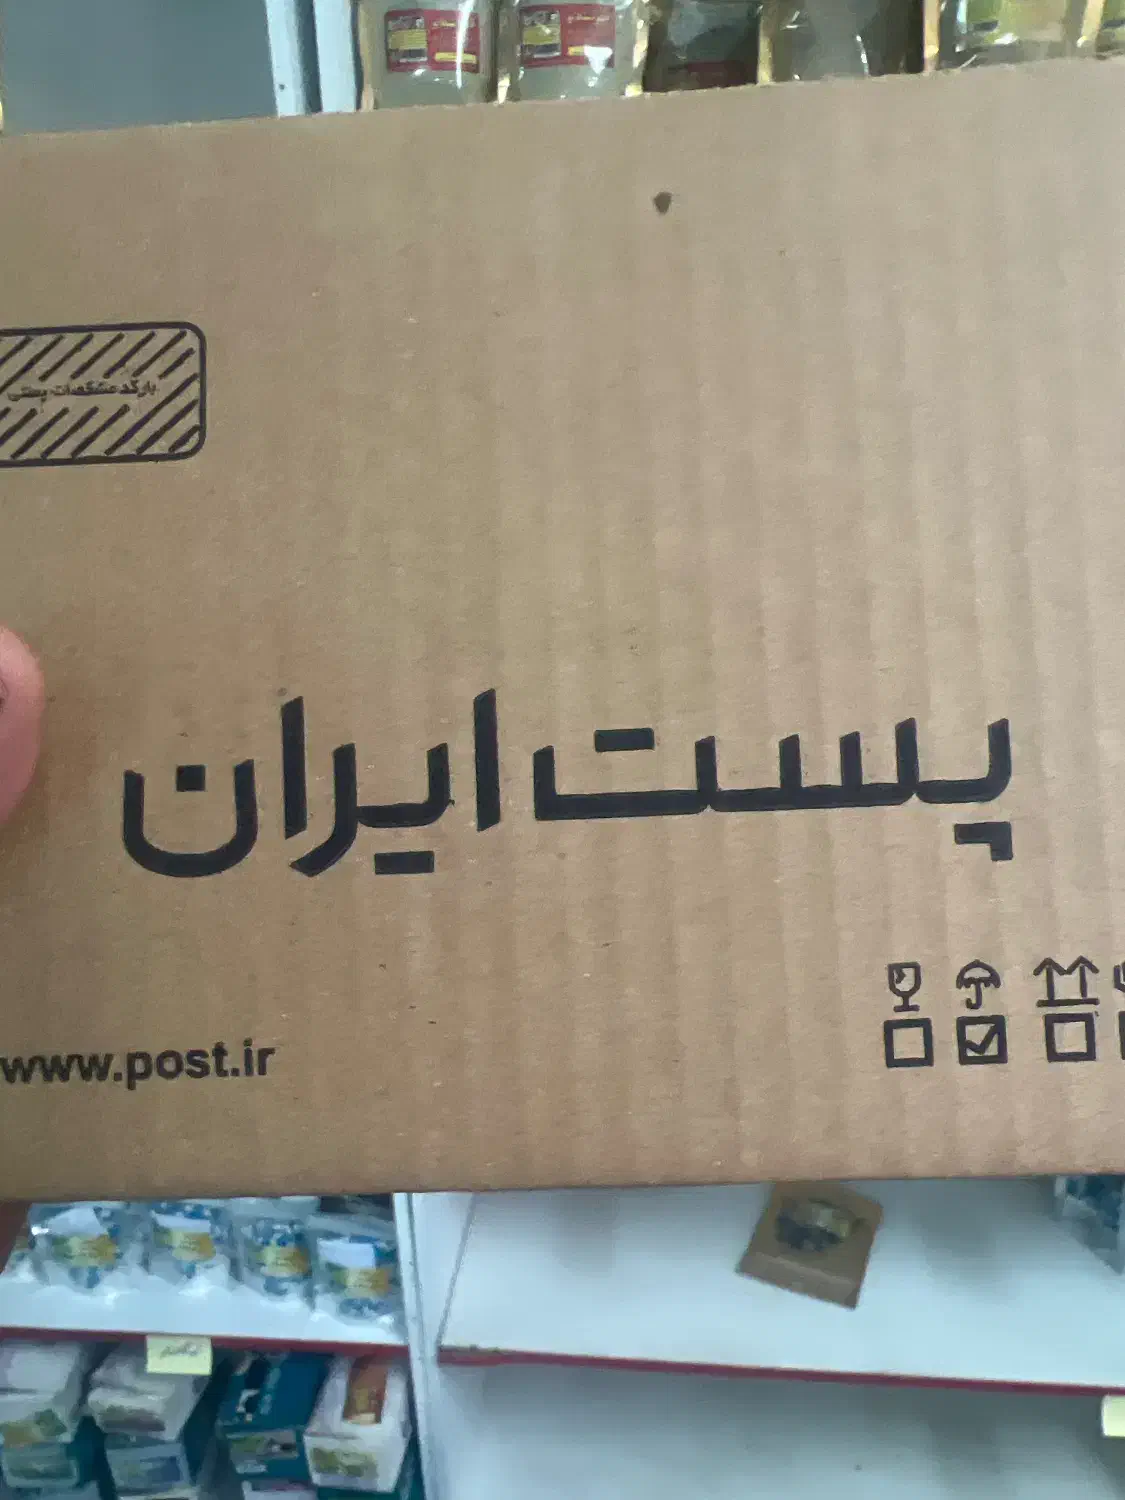 بارکد مشخصات پستی
پست ایران
www.post.ir